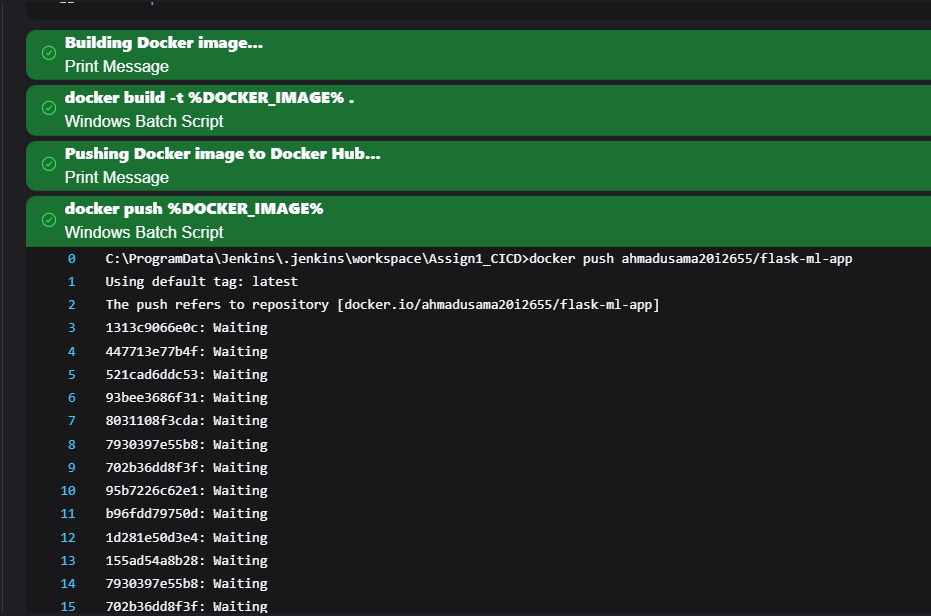 Building Docker image...
Print Message
docker build -t %DOCKER_IMAGE% .
Windows Batch Script
Pushing Docker image to Docker Hub...
Print Message
docker push %DOCKER_IMAGE%
Windows Batch Script
0 C:\ProgramData\Jenkins\.jenkins\workspace\Assign1_CICD>docker push ahmadusama20i2655/flask-ml-app
1 Using default tag: latest
2 The push refers to repository [docker.io/ahmadusama20i2655/flask-ml-app]
3 1313c9066e0c: Waiting
4 447713e77b4f: Waiting
5 521cad6ddc53: Waiting
6 93bee3686f31: Waiting
7 8031108f3cda: Waiting
8 7930397e55b8: Waiting
9 702b36dd8f3f: Waiting
10 95b7226c62e1: Waiting
11 b96fdd79750d: Waiting
12 1d281e50d3e4: Waiting
13 155ad54a8b28: Waiting
14 7930397e55b8: Waiting
15 702b36dd8f3f: Waiting